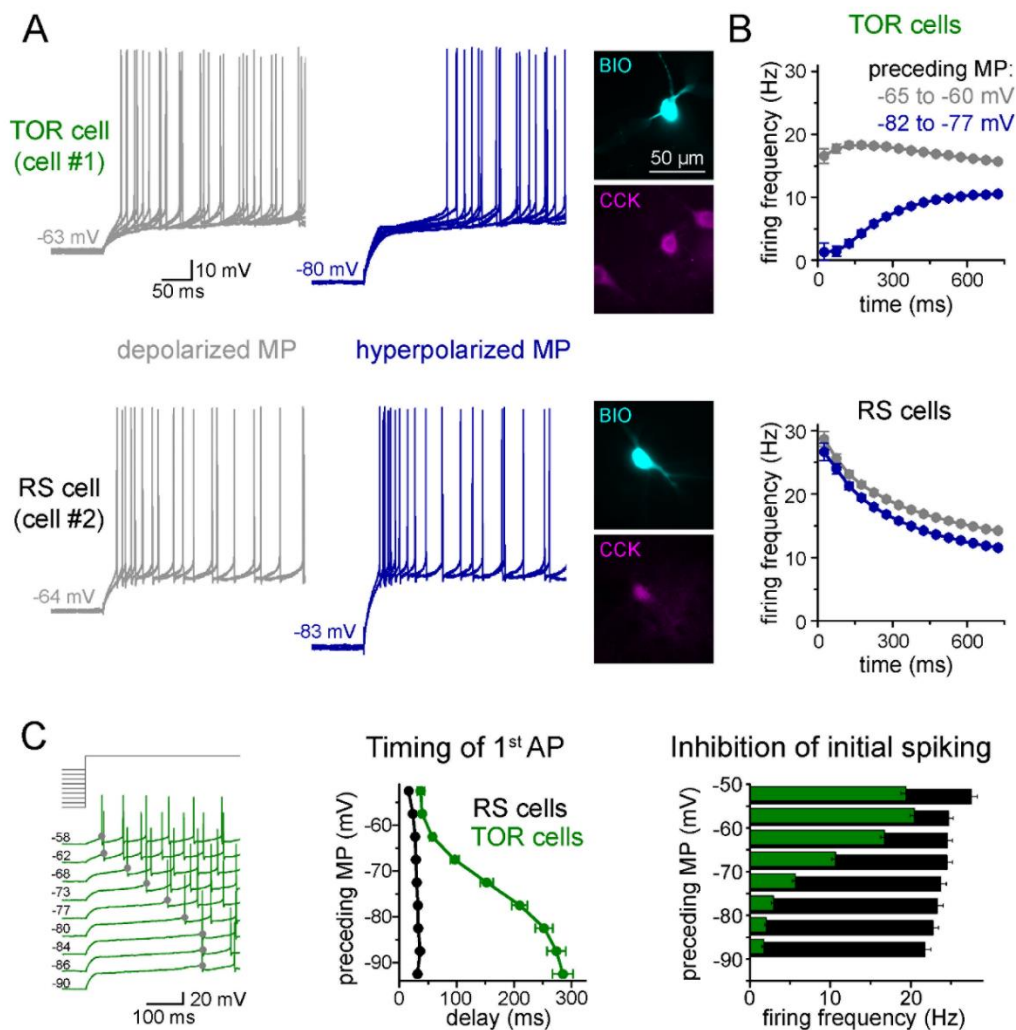 A
TOR cell
(cell #1)
-63 mV
10 mV
50 ms
-80 mV
BIO
50 µm
CCK
depolarized MP
hyperpolarized MP
RS cell
(cell #2)
-64 mV
-83 mV
BIO
CCK
B
TOR cells
preceding MP:
-65 to -60 mV
-82 to -77 mV
firing frequency (Hz)
30
20
10
0
0
300
600
time (ms)
RS cells
firing frequency (Hz)
30
20
10
0
0
300
600
time (ms)
C
-58
-62
-68
-73
-77
-80
-84
-86
-90
20 mV
100 ms
Timing of 1st AP
RS cells
TOR cells
preceding MP (mV)
-60
-70
-80
-90
0
100
200
300
delay (ms)
Inhibition of initial spiking
preceding MP (mV)
-50
-60
-70
-80
-90
0
10
20
firing frequency (Hz)